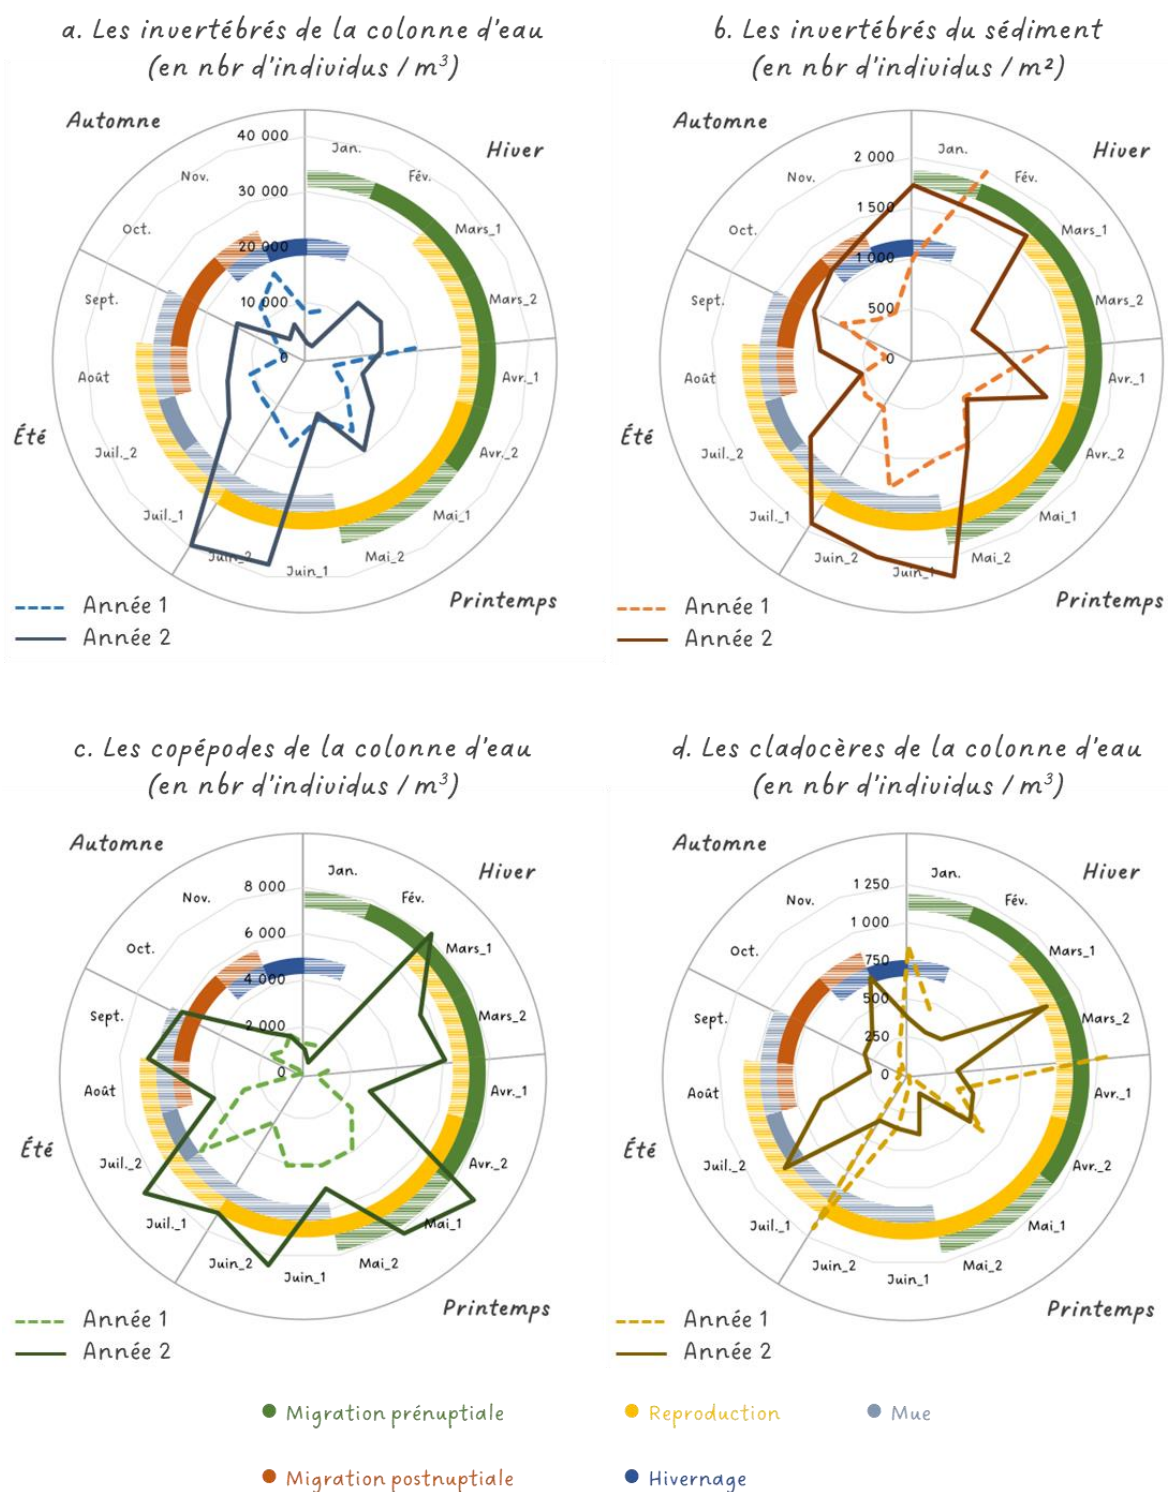 a. Les invertébrés de la colonne d'eau
(en nbr d'individus / m³)
Automne
Hiver
40 000
30 000
20 000
10 000
0
Jan.
Fév.
Mars_1
Mars_2
Avr._1
Avr._2
Mai_1
Mai_2
Juin_1
Juin_2
Juil._1
Juil._2
Août
Sept.
Oct.
Nov.
Été
Printemps
Année 1
Année 2
b. Les invertébrés du sédiment
(en nbr d'individus / m²)
Automne
Hiver
2 000
1 500
1 000
500
0
Jan.
Fév.
Mars_1
Mars_2
Avr._1
Avr._2
Mai_1
Mai_2
Juin_1
Juin_2
Juil._1
Juil._2
Août
Sept.
Oct.
Nov.
Été
Printemps
Année 1
Année 2
c. Les copépodes de la colonne d'eau
(en nbr d'individus / m³)
Automne
Hiver
8 000
6 000
4 000
2 000
0
Jan.
Fév.
Mars_1
Mars_2
Avr._1
Avr._2
Mai_1
Mai_2
Juin_1
Juin_2
Juil._1
Juil._2
Août
Sept.
Oct.
Nov.
Été
Printemps
Année 1
Année 2
d. Les cladocères de la colonne d'eau
(en nbr d'individus / m³)
Automne
Hiver
1 250
1 000
750
500
250
0
Jan.
Fév.
Mars_1
Mars_2
Avr._1
Avr._2
Mai_1
Mai_2
Juin_1
Juin_2
Juil._1
Juil._2
Août
Sept.
Oct.
Nov.
Été
Printemps
Année 1
Année 2
Migration prénuptiale
Reproduction
Mue
Migration postnuptiale
Hivernage